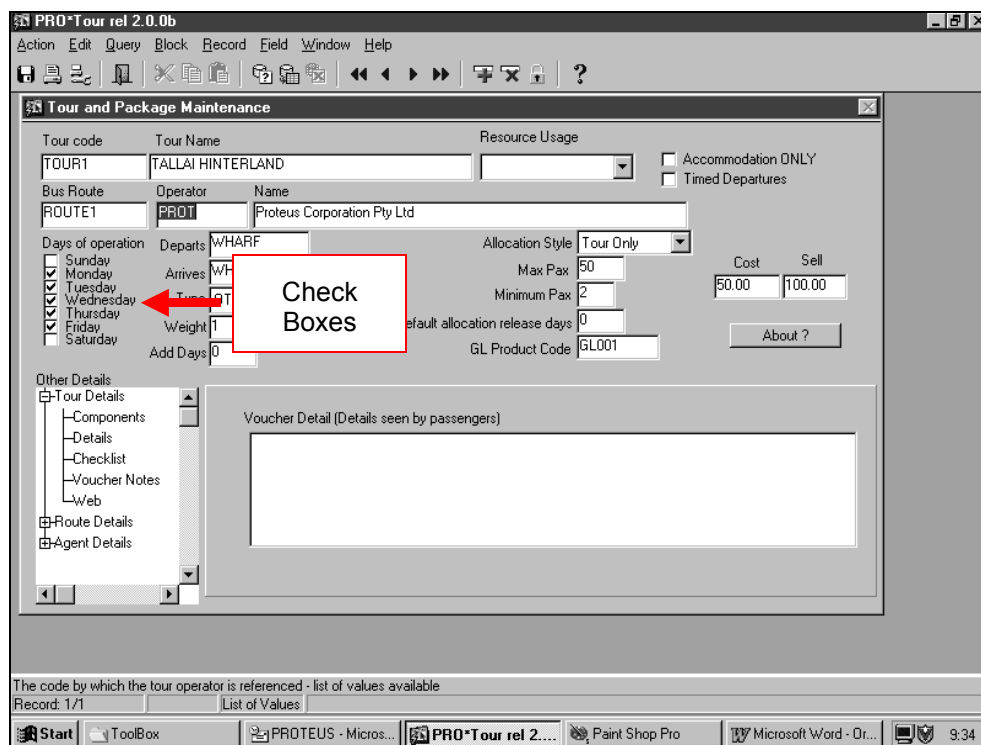 PRO*Tour rel 2.0.0b
Action Edit Query Block Record Field Window Help
Tour and Package Maintenance
Tour code Tour Name Resource Usage
TOUR1 TALLAI HINTERLAND
Accommodation ONLY
Timed Departures
Bus Route Operator Name
ROUTE1 PROT Proteus Corporation Pty Ltd
Days of operation
Sunday
Monday
Tuesday
Wednesday
Thursday
Friday
Saturday
Departs WHARF
Arrives WH
Weight 1
Add Days 0
Check
Boxes
Allocation Style Tour Only
Max Pax 50
Minimum Pax 2
efault allocation release days 0
GL Product Code GL001
Cost Sell
50.00 100.00
About ?
Other Details
Tour Details
Components
Details
Checklist
Voucher Notes
Web
Route Details
Agent Details
Voucher Detail (Details seen by passengers)
The code by which the tour operator is referenced - list of values available
Record: 1/1 List of Values
Start ToolBox PROTEUS - Micros... PRO*Tour rel 2.... Paint Shop Pro Microsoft Word - Or... 9:34